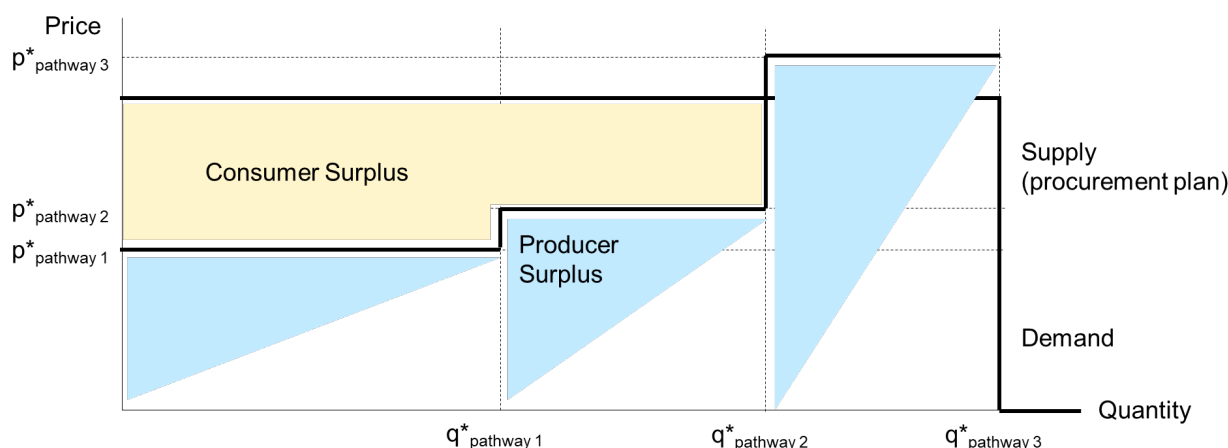 Price
p*pathway 3
Consumer Surplus
Supply
(procurement plan)
p*pathway 2
p*pathway 1
Producer
Surplus
Demand
Quantity
q*pathway 1
q*pathway 2
q*pathway 3